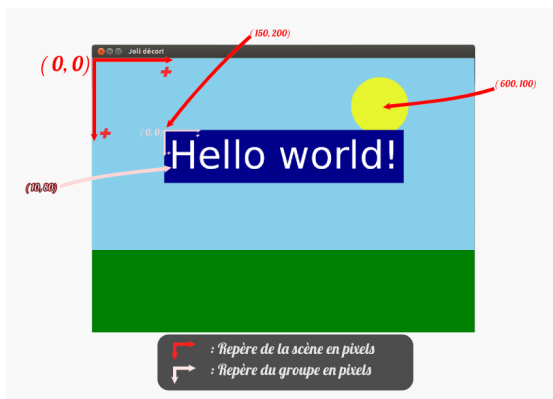 (150, 200)
Joli décor!
(0, 0)
(600, 100)
(0, 0)
Hello world!
(10, 80)
: Repère de la scène en pixels
: Repère du groupe en pixels